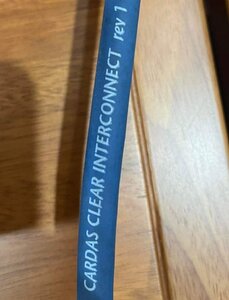 CARDAS CLEAR INTERCONNECT rev 1